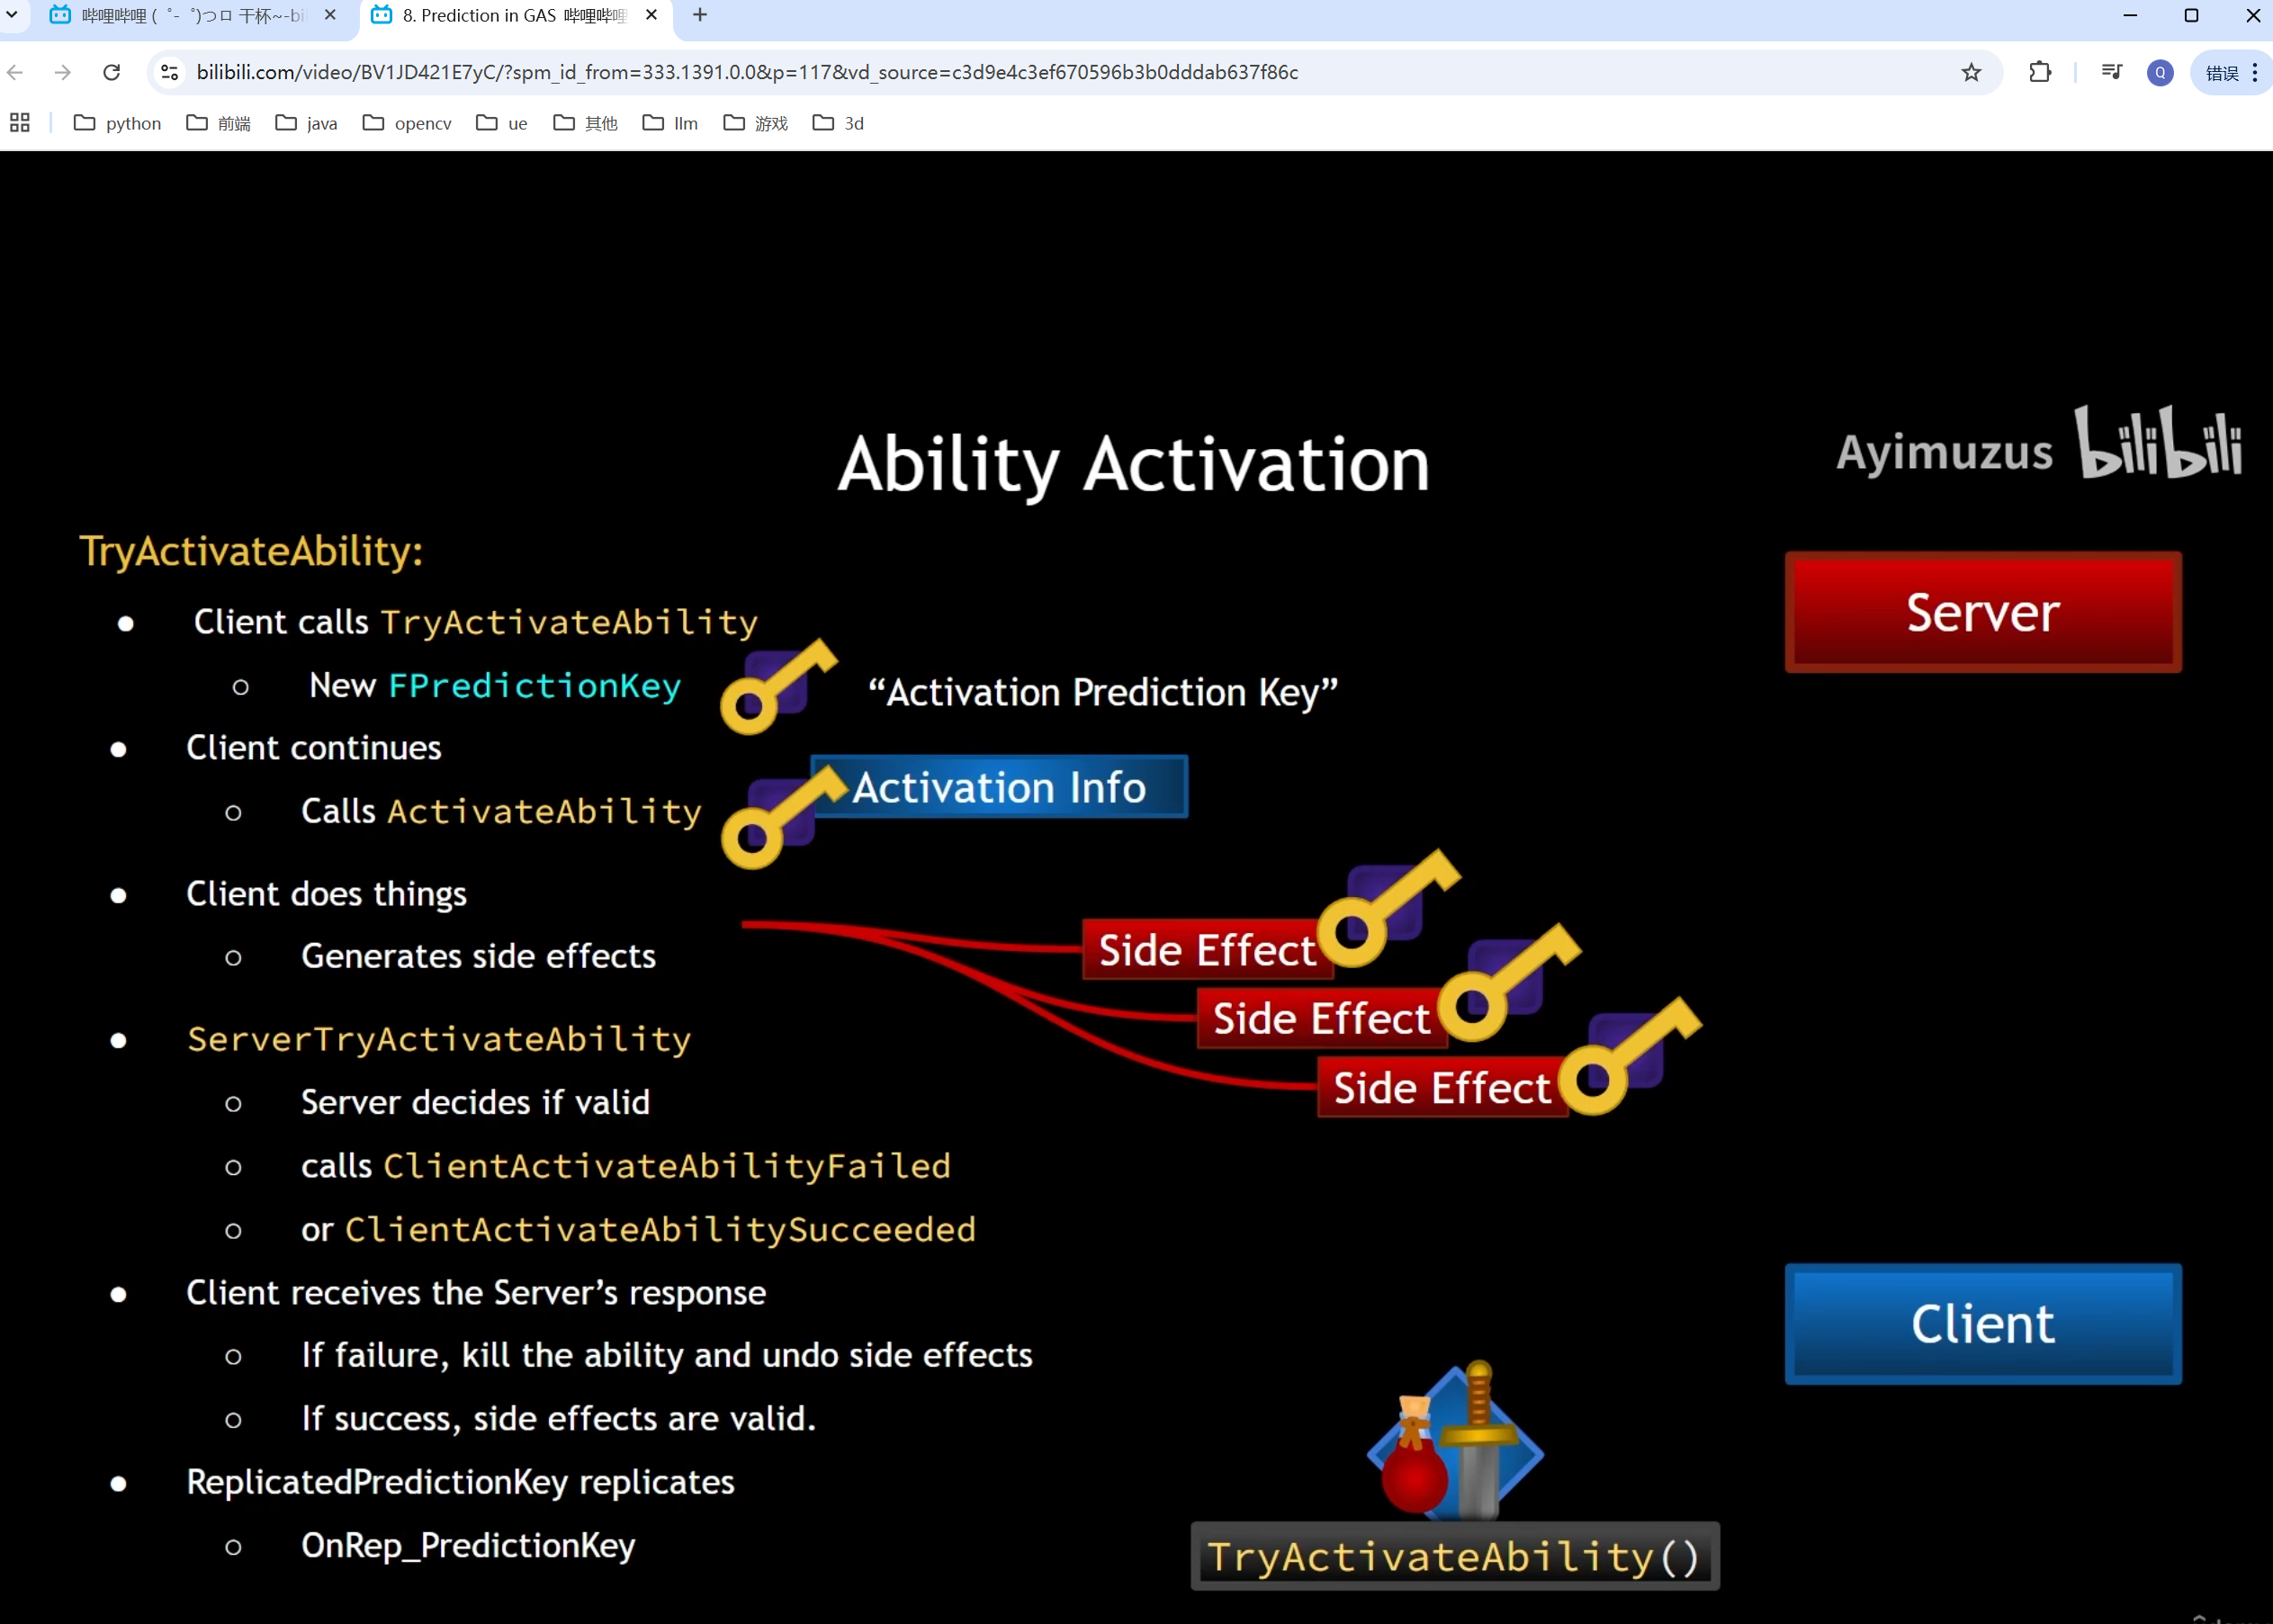 哔哩哔哩 (゜-゜)つロ 干杯~-bi
8. Prediction in GAS 哔哩哔哩
bilibili.com/video/BV1JD421E7yC/?spm_id_from=333.1391.0.0&p=117&vd_source=c3d9e4c3ef670596b3b0dddab637f86c
Q
错误
python
前端
java
opencv
ue
其他
llm
游戏
3d
Ability Activation
Ayimuzus bilibili
TryActivateAbility:
Server
● Client calls TryActivateAbility
○ New FPredictionKey
“Activation Prediction Key”
● Client continues
Activation Info
○ Calls ActivateAbility
● Client does things
Side Effect
○ Generates side effects
Side Effect
● ServerTryActivateAbility
Side Effect
○ Server decides if valid
○ calls ClientActivateAbilityFailed
○ or ClientActivateAbilitySucceeded
● Client receives the Server’s response
Client
○ If failure, kill the ability and undo side effects
○ If success, side effects are valid.
● ReplicatedPredictionKey replicates
○ OnRep_PredictionKey
TryActivateAbility()